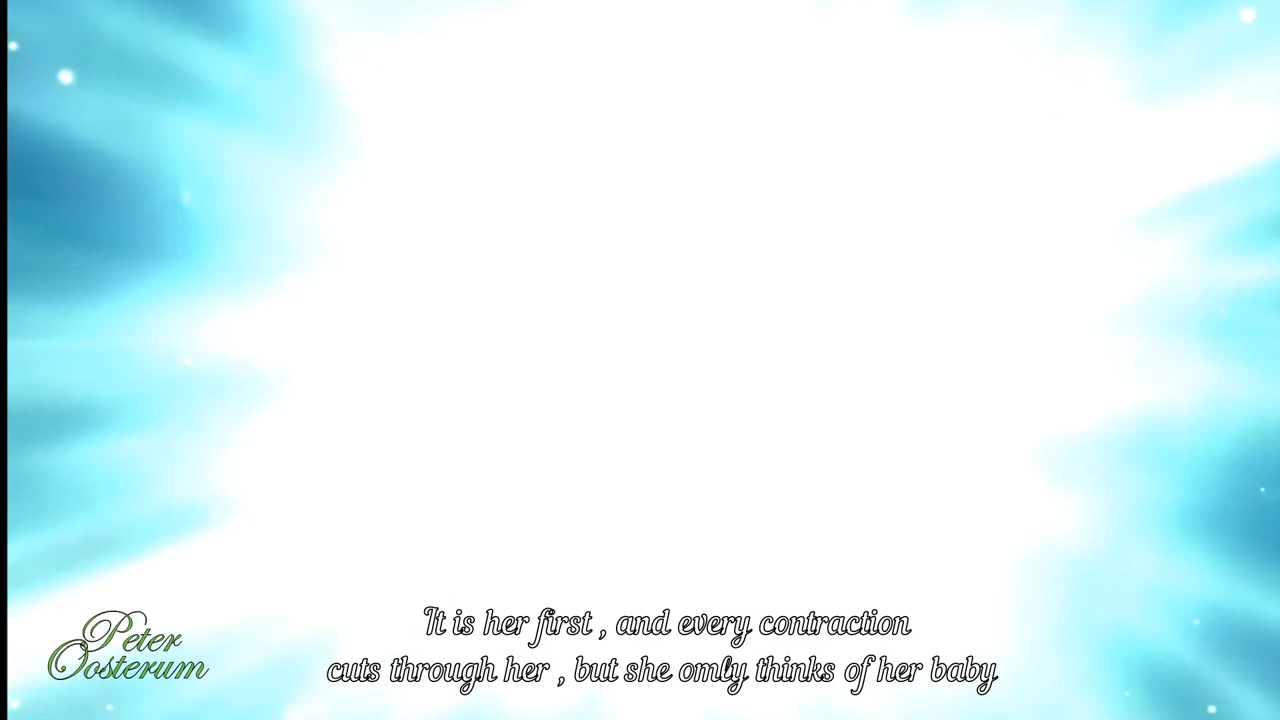 It is her first , and every contraction
cuts through her , but she omly thinks of her baby
Peter
Oosterum